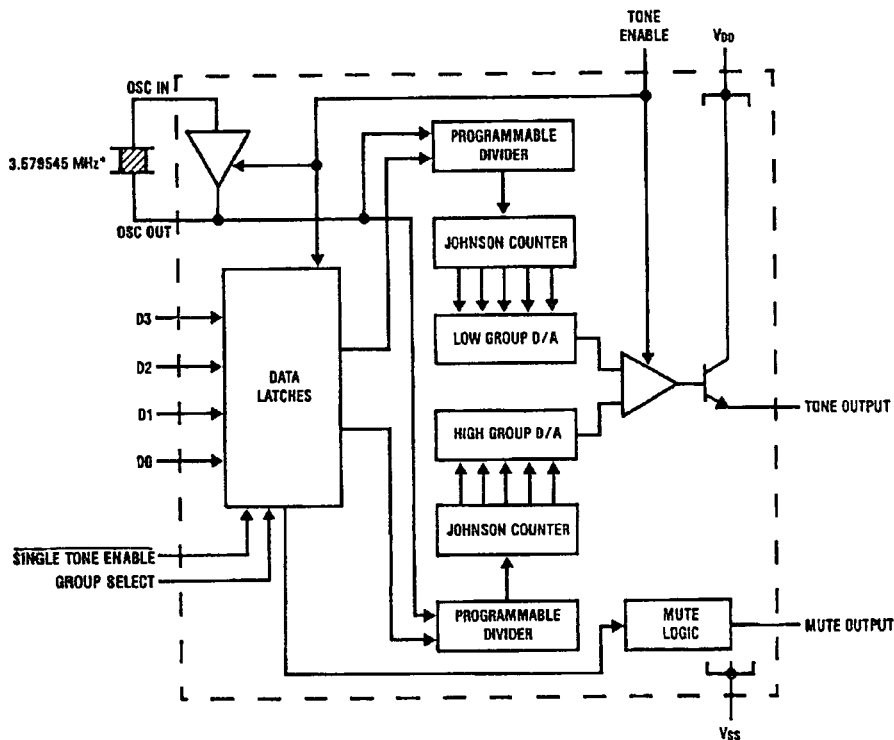 TONE
ENABLE
VDD
OSC IN
3.579545 MHz*
OSC OUT
PROGRAMMABLE
DIVIDER
JOHNSON COUNTER
LOW GROUP D/A
D3
D2
D1
D0
DATA
LATCHES
HIGH GROUP D/A
TONE OUTPUT
JOHNSON COUNTER
SINGLE TONE ENABLE
GROUP SELECT
PROGRAMMABLE
DIVIDER
MUTE
LOGIC
MUTE OUTPUT
VSS